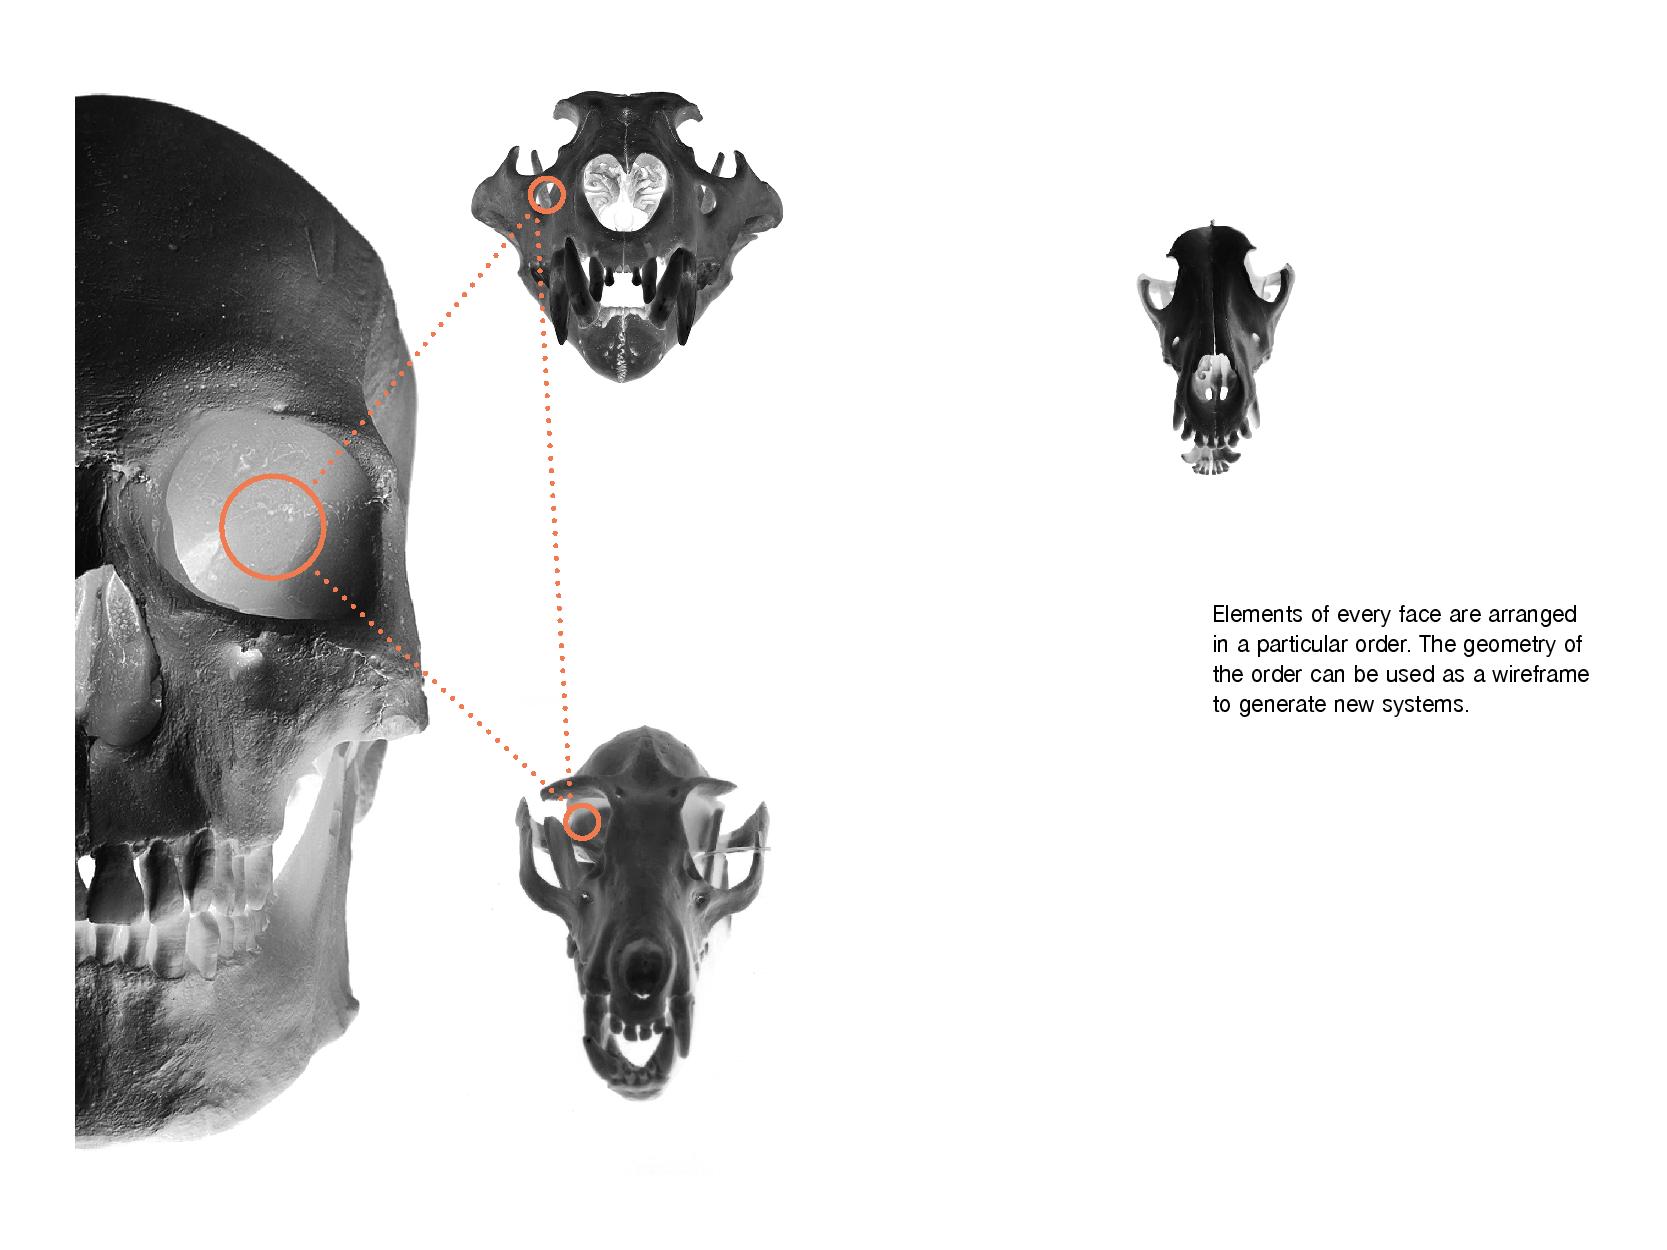 Elements of every face are arranged
in a particular order. The geometry of
the order can be used as a wireframe
to generate new systems.